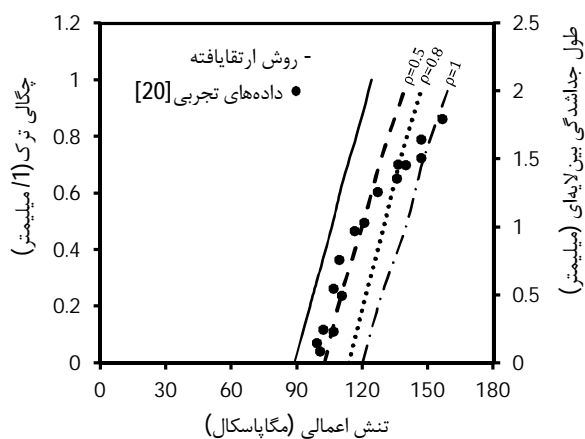 روش ارتقایافته -
داده‌های تجربی[20] ●
ρ=0.5
ρ=0.8
ρ=1
چگالی ترک(1/ میلیمتر)
1.2
1
0.8
0.6
0.4
0.2
0
طول جداشدگی بین‌لایه‌ای (میلیمتر)
2.5
2
1.5
1
0.5
0
0 30 60 90 120 150 180
تنش اعمالی (مگاپاسکال)